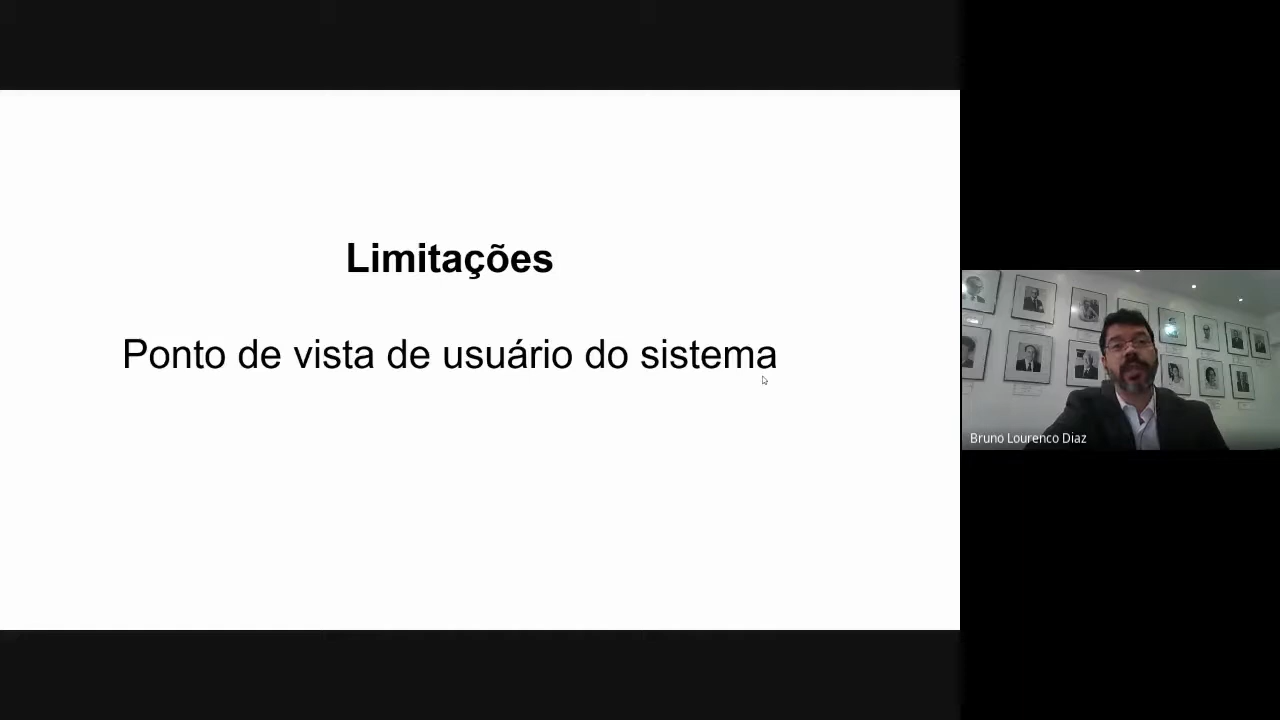 Limitações
Ponto de vista de usuário do sistema
Bruno Lourenco Diaz